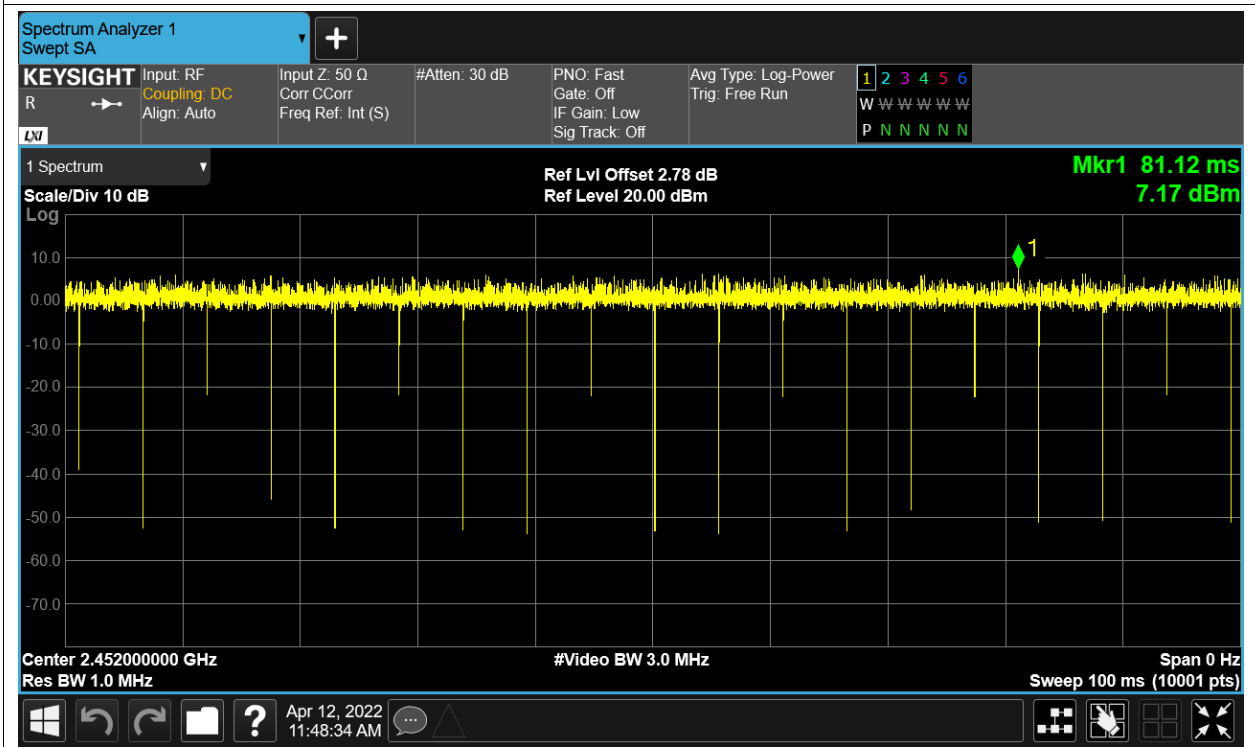 Spectrum Analyzer 1
Swept SA
▼
+
KEYSIGHT
R
LXI
Input: RF
Coupling: DC
Align: Auto
Input Z: 50 Ω
Corr CCorr
Freq Ref: Int (S)
#Atten: 30 dB
PNO: Fast
Gate: Off
IF Gain: Low
Sig Track: Off
Avg Type: Log-Power
Trig: Free Run
1 2 3 4 5 6
W W W W W W
P N N N N N
1 Spectrum ▼
Scale/Div 10 dB
Log
Ref Lvl Offset 2.78 dB
Ref Level 20.00 dBm
Mkr1 81.12 ms
7.17 dBm
1
10.0
0.00
-10.0
-20.0
-30.0
-40.0
-50.0
-60.0
-70.0
Center 2.452000000 GHz
Res BW 1.0 MHz
#Video BW 3.0 MHz
Span 0 Hz
Sweep 100 ms (10001 pts)
?
Apr 12, 2022
11:48:34 AM